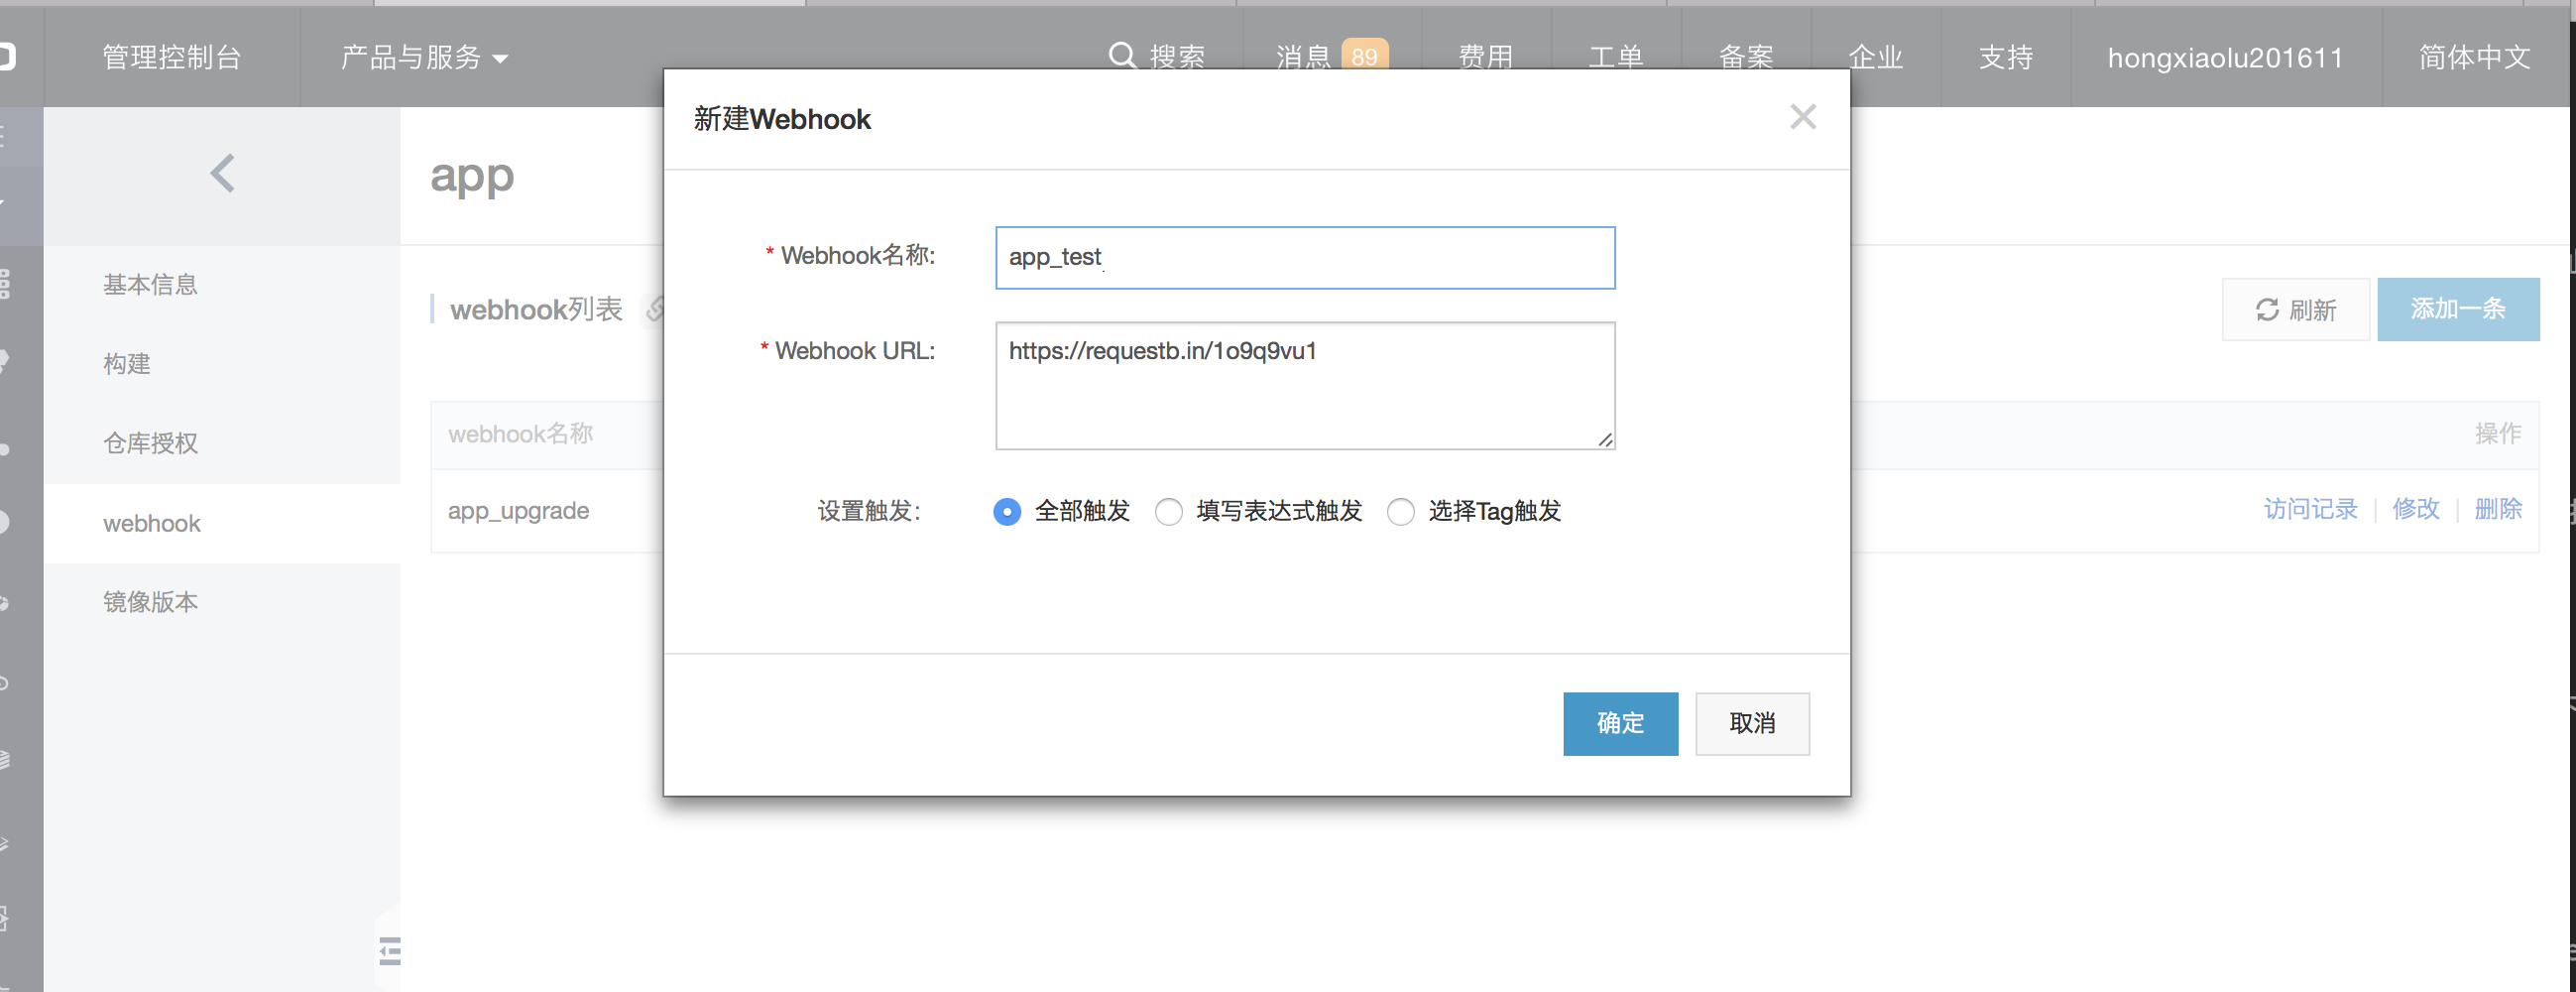 管理控制台 产品与服务 搜索 消息 89 费用 工单 备案 企业 支持 hongxiaolu201611 简体中文
新建Webhook
app
* Webhook名称: app_test
基本信息
webhook列表
刷新 添加一条
* Webhook URL: https://requestb.in/1o9q9vu1
构建
webhook名称 操作
仓库授权
app_upgrade 访问记录 修改 删除
设置触发: 全部触发 填写表达式触发 选择Tag触发
webhook
镜像版本
确定 取消